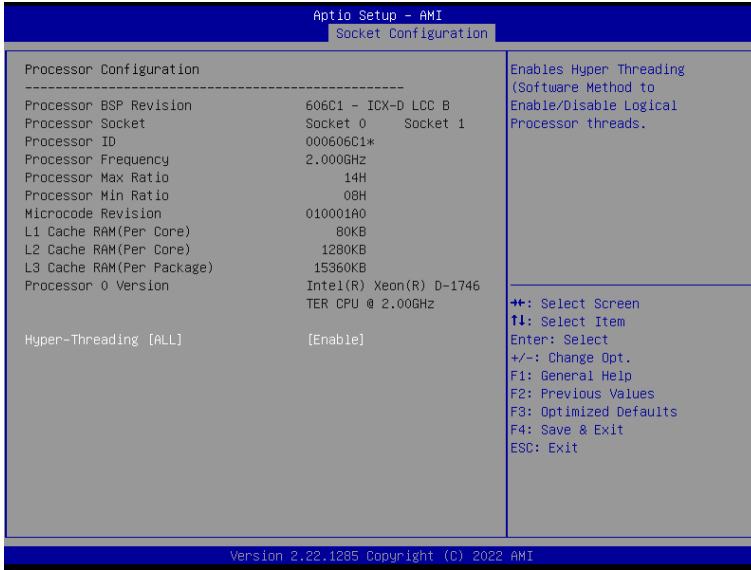 Aptio Setup – AMI
Socket Configuration
Processor Configuration
--------------------------------------------------
Processor BSP Revision 606C1 – ICX-D LCC B
Processor Socket Socket 0 Socket 1
Processor ID 000606C1*
Processor Frequency 2.000GHz
Processor Max Ratio 14H
Processor Min Ratio 08H
Microcode Revision 010001A0
L1 Cache RAM(Per Core) 80KB
L2 Cache RAM(Per Core) 1280KB
L3 Cache RAM(Per Package) 15360KB
Processor 0 Version Intel(R) Xeon(R) D-1746
TER CPU @ 2.00GHz
Hyper-Threading [ALL] [Enable]
Enables Hyper Threading
(Software Method to
Enable/Disable Logical
Processor threads.
→←: Select Screen
↑↓: Select Item
Enter: Select
+/-: Change Opt.
F1: General Help
F2: Previous Values
F3: Optimized Defaults
F4: Save & Exit
ESC: Exit
Version 2.22.1285 Copyright (C) 2022 AMI